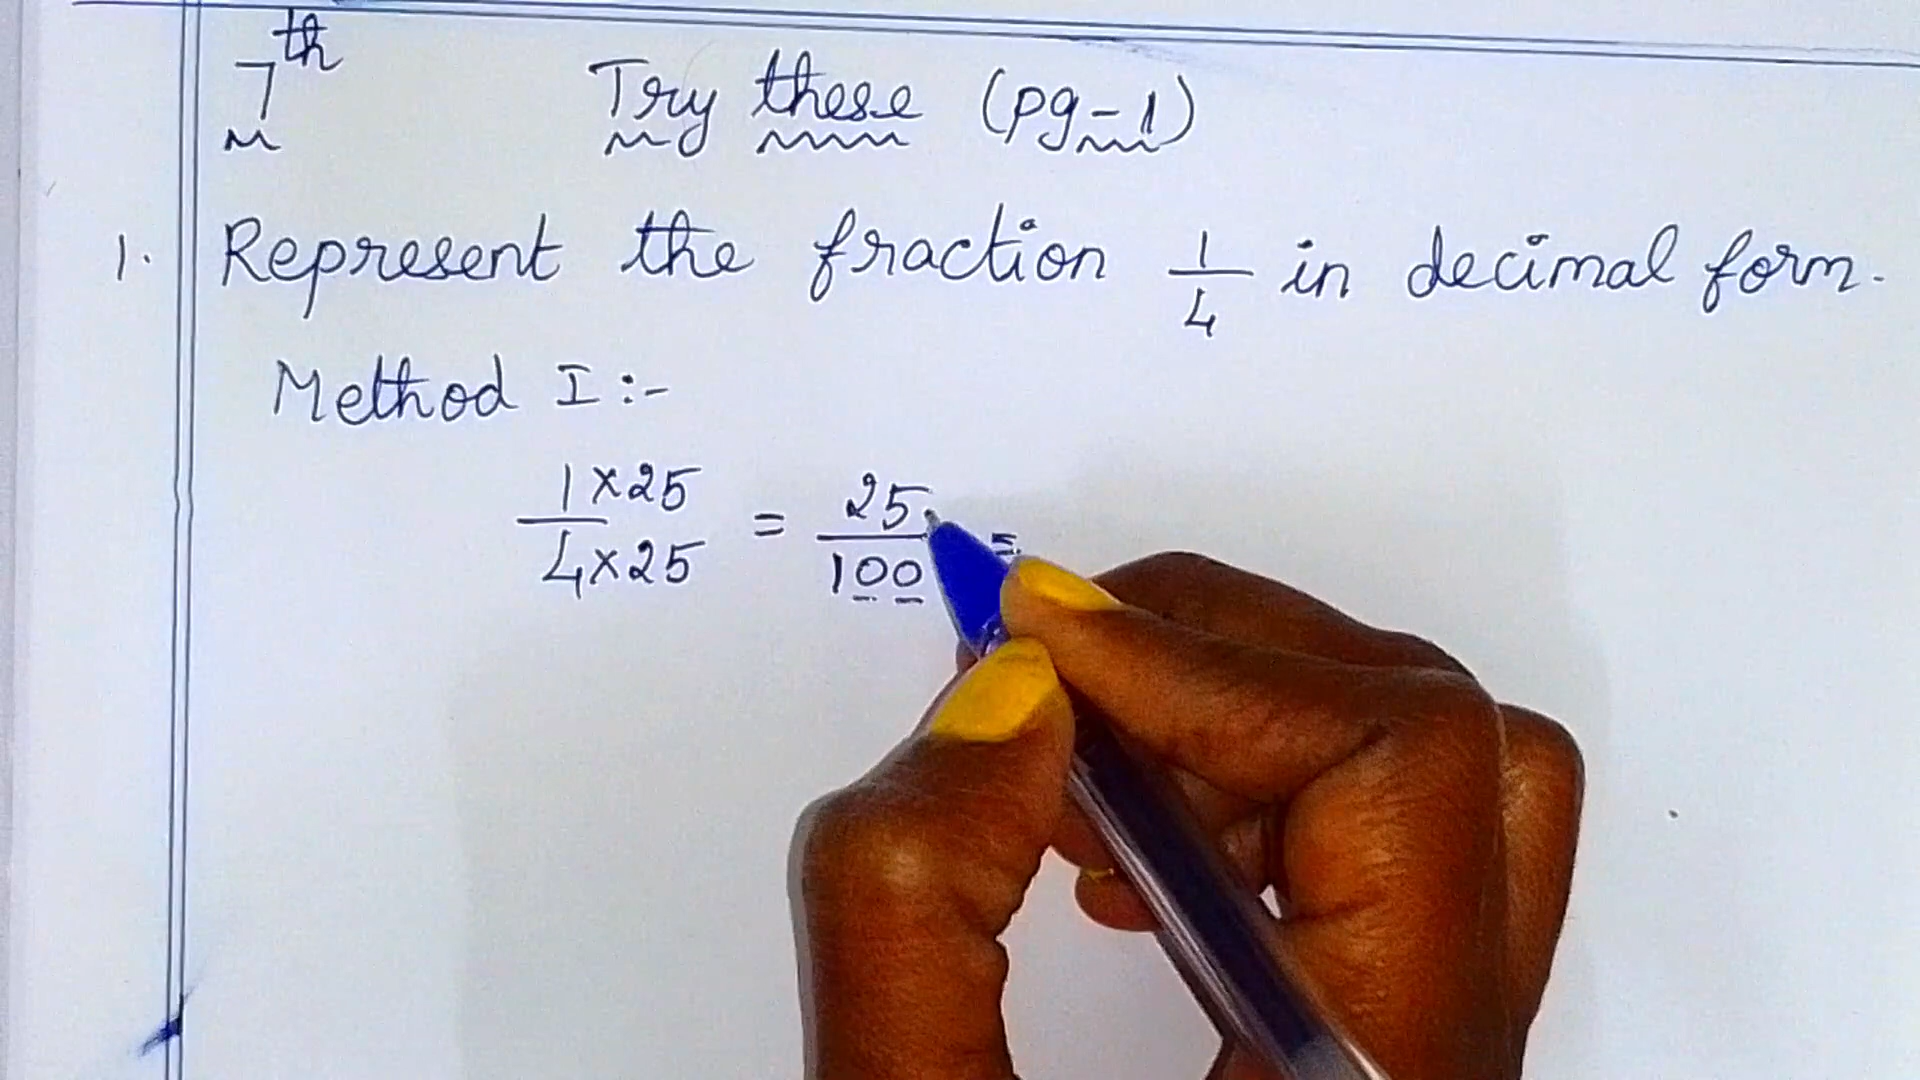 7th Try these (pg-1)
1. Represent the fraction 1/4 in decimal form.
Method I :-
1×25/4×25 = 25/100 =